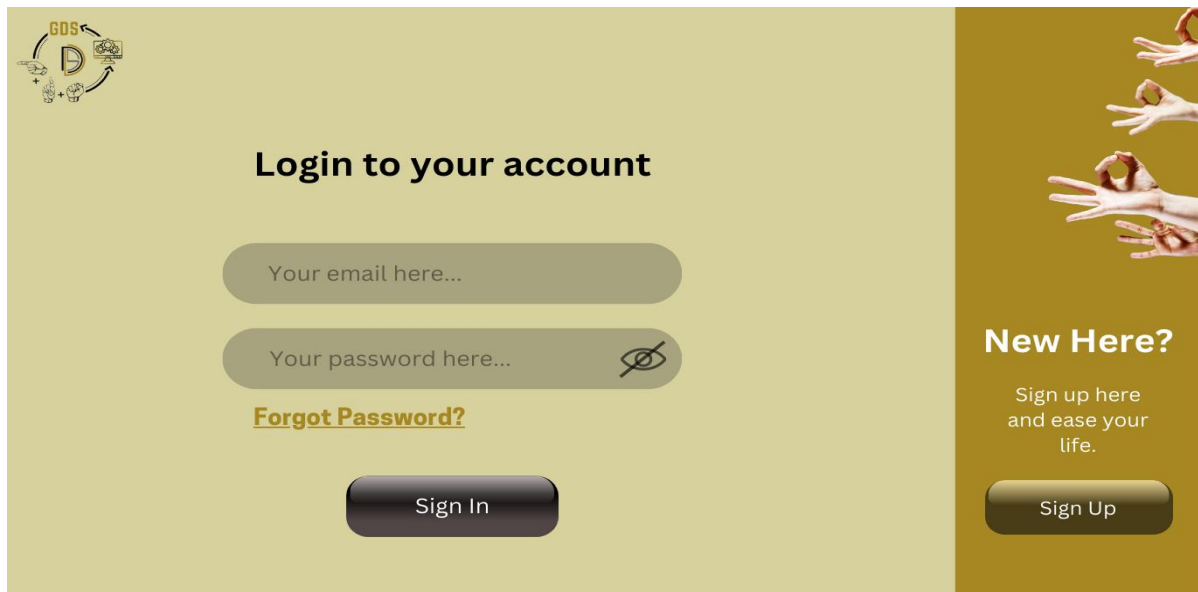 GDS
D
Login to your account
Your email here...
Your password here...
Forgot Password?
Sign In
New Here?
Sign up here
and ease your
life.
Sign Up